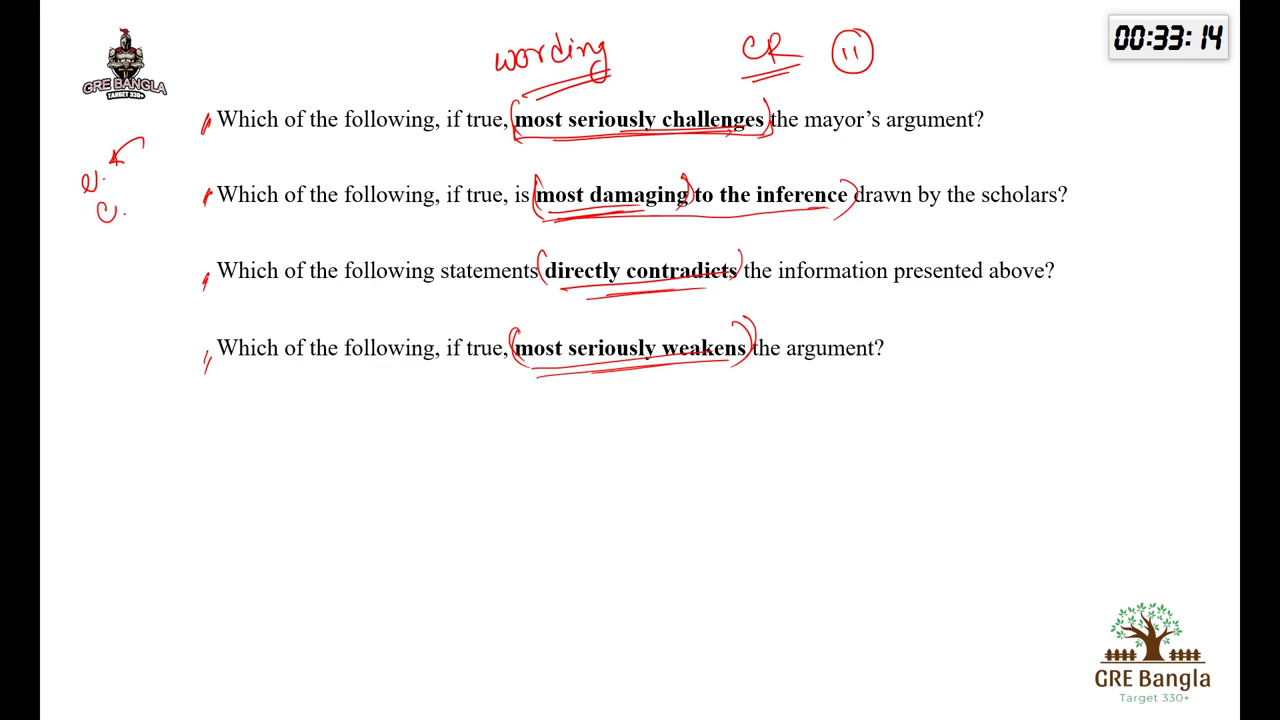 wording CR 11
00:33:14
GRE BANGLA
TARGET 330+
Which of the following, if true, most seriously challenges the mayor’s argument?
Which of the following, if true, is most damaging to the inference drawn by the scholars?
Which of the following statements directly contradicts the information presented above?
Which of the following, if true, most seriously weakens the argument?
GRE Bangla
Target 330+